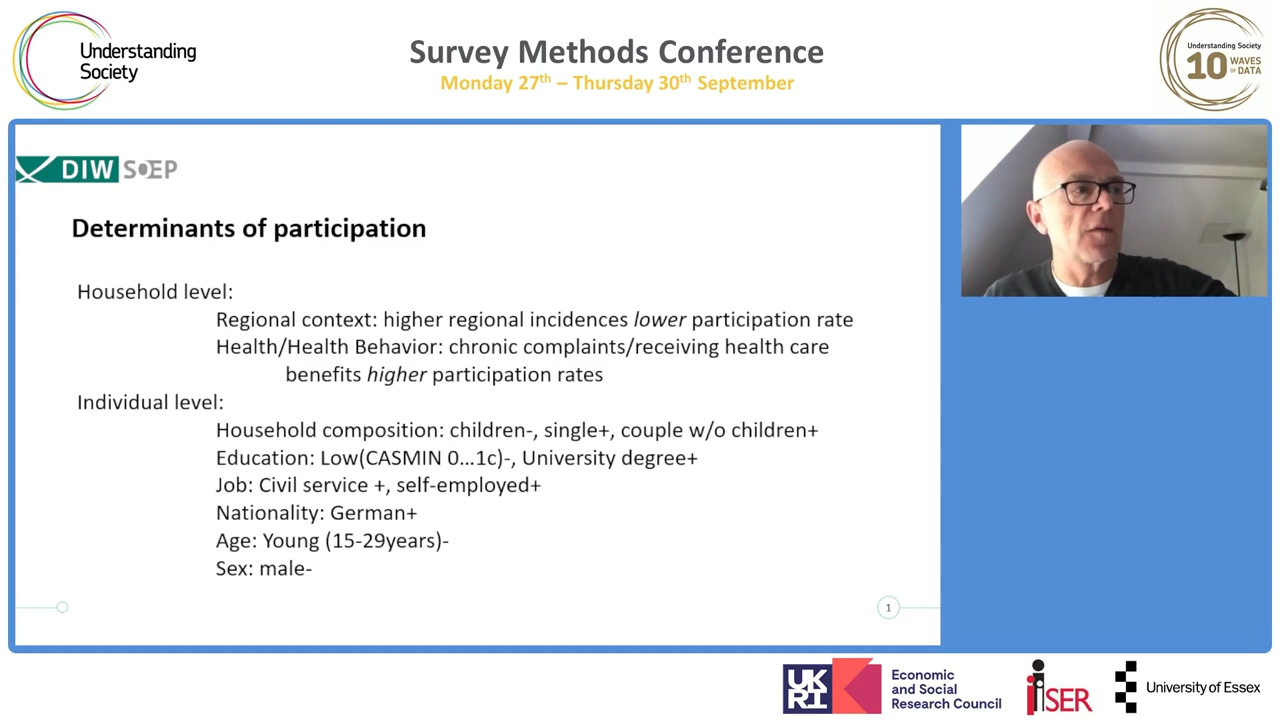 Understanding
Society
Survey Methods Conference
Monday 27th – Thursday 30th September
Understanding Society
10 WAVES
OF DATA
DIW SOEP
Determinants of participation
Household level:
Regional context: higher regional incidences lower participation rate
Health/Health Behavior: chronic complaints/receiving health care
benefits higher participation rates
Individual level:
Household composition: children-, single+, couple w/o children+
Education: Low(CASMIN 0...1c)-, University degree+
Job: Civil service +, self-employed+
Nationality: German+
Age: Young (15-29years)-
Sex: male-
1
UK
RI
Economic
and Social
Research Council
iSER
University of Essex